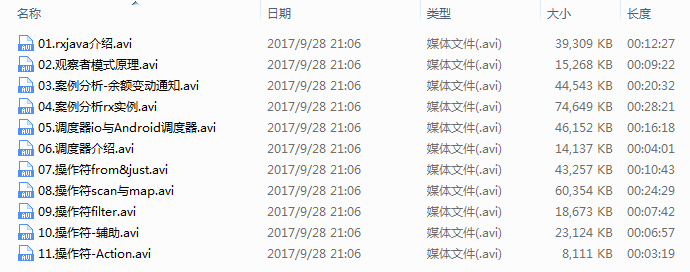 名称 日期 类型 大小 长度
01.rxjava介绍.avi 2017/9/28 21:06 媒体文件(.avi) 39,309 KB 00:12:27
02.观察者模式原理.avi 2017/9/28 21:06 媒体文件(.avi) 15,268 KB 00:09:22
03.案例分析-余额变动通知.avi 2017/9/28 21:06 媒体文件(.avi) 44,543 KB 00:20:32
04.案例分析rx实例.avi 2017/9/28 21:06 媒体文件(.avi) 74,649 KB 00:28:21
05.调度器io与Android调度器.avi 2017/9/28 21:06 媒体文件(.avi) 46,152 KB 00:16:18
06.调度器介绍.avi 2017/9/28 21:06 媒体文件(.avi) 14,137 KB 00:04:01
07.操作符from&just.avi 2017/9/28 21:06 媒体文件(.avi) 43,257 KB 00:10:43
08.操作符scan与map.avi 2017/9/28 21:06 媒体文件(.avi) 60,354 KB 00:24:29
09.操作符filter.avi 2017/9/28 21:06 媒体文件(.avi) 18,673 KB 00:07:42
10.操作符-辅助.avi 2017/9/28 21:06 媒体文件(.avi) 23,124 KB 00:06:57
11.操作符-Action.avi 2017/9/28 21:06 媒体文件(.avi) 8,111 KB 00:03:19